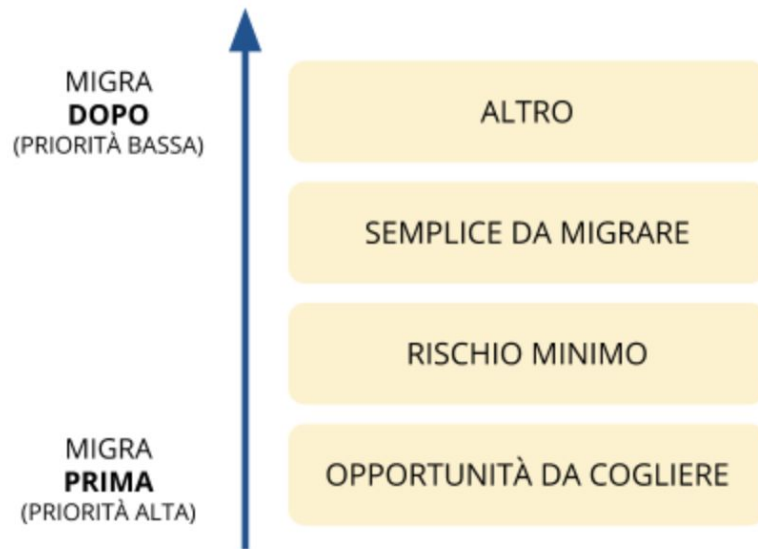 MIGRA
DOPO
(PRIORITÀ BASSA)
ALTRO
SEMPLICE DA MIGRARE
RISCHIO MINIMO
MIGRA
PRIMA
(PRIORITÀ ALTA)
OPPORTUNITÀ DA COGLIERE